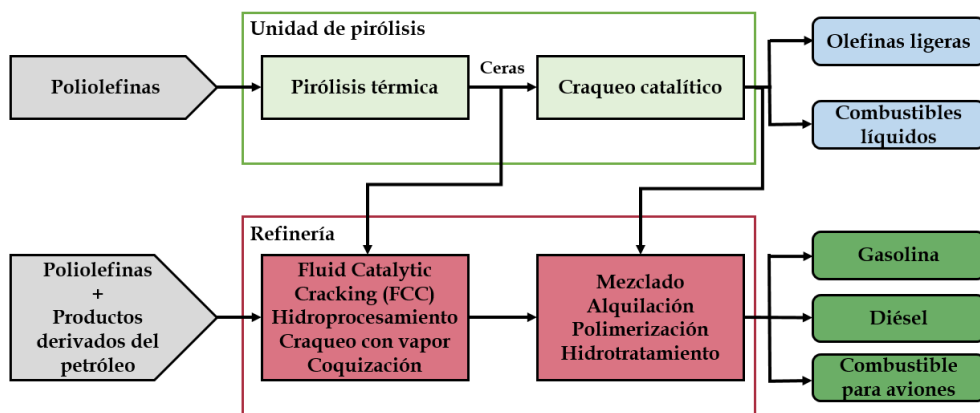 Unidad de pirólisis
Poliolefinas
Pirólisis térmica
Ceras
Craqueo catalítico
Olefinas ligeras
Combustibles
líquidos
Refinería
Poliolefinas
+
Productos
derivados del
petróleo
Fluid Catalytic
Cracking (FCC)
Hidroprocesamiento
Craqueo con vapor
Coquización
Mezclado
Alquilación
Polimerización
Hidrotratamiento
Gasolina
Diésel
Combustible
para aviones